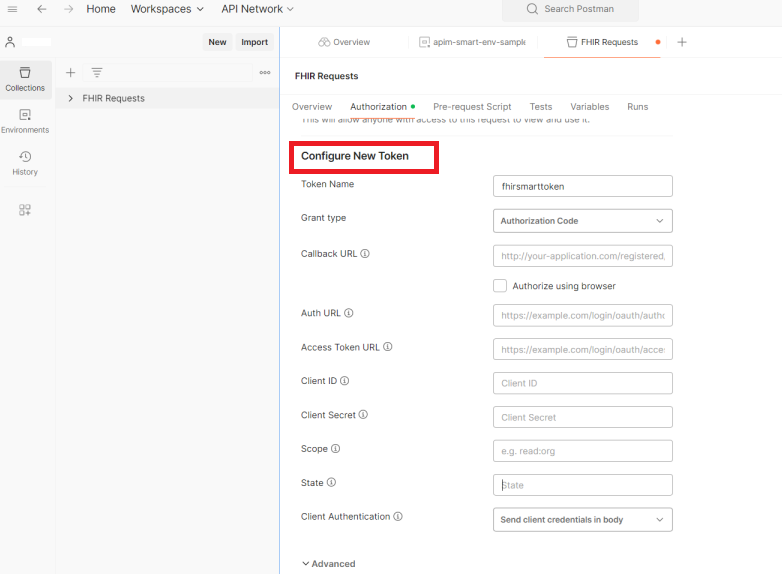 Home Workspaces API Network Search Postman
New Import Overview apim-smart-env-sampl FHIR Requests
Collections FHIR Requests
FHIR Requests
Overview Authorization Pre-request Script Tests Variables Runs
Environments
This will allow anyone with access to this request to view and use it.
History
Configure New Token
Token Name fhirsmarttoken
Grant type Authorization Code
Callback URL http://your-application.com/registered/
Authorize using browser
Auth URL https://example.com/login/oauth/autho
Access Token URL https://example.com/login/oauth/acce
Client ID Client ID
Client Secret Client Secret
Scope e.g. read:org
State State
Client Authentication Send client credentials in body
Advanced